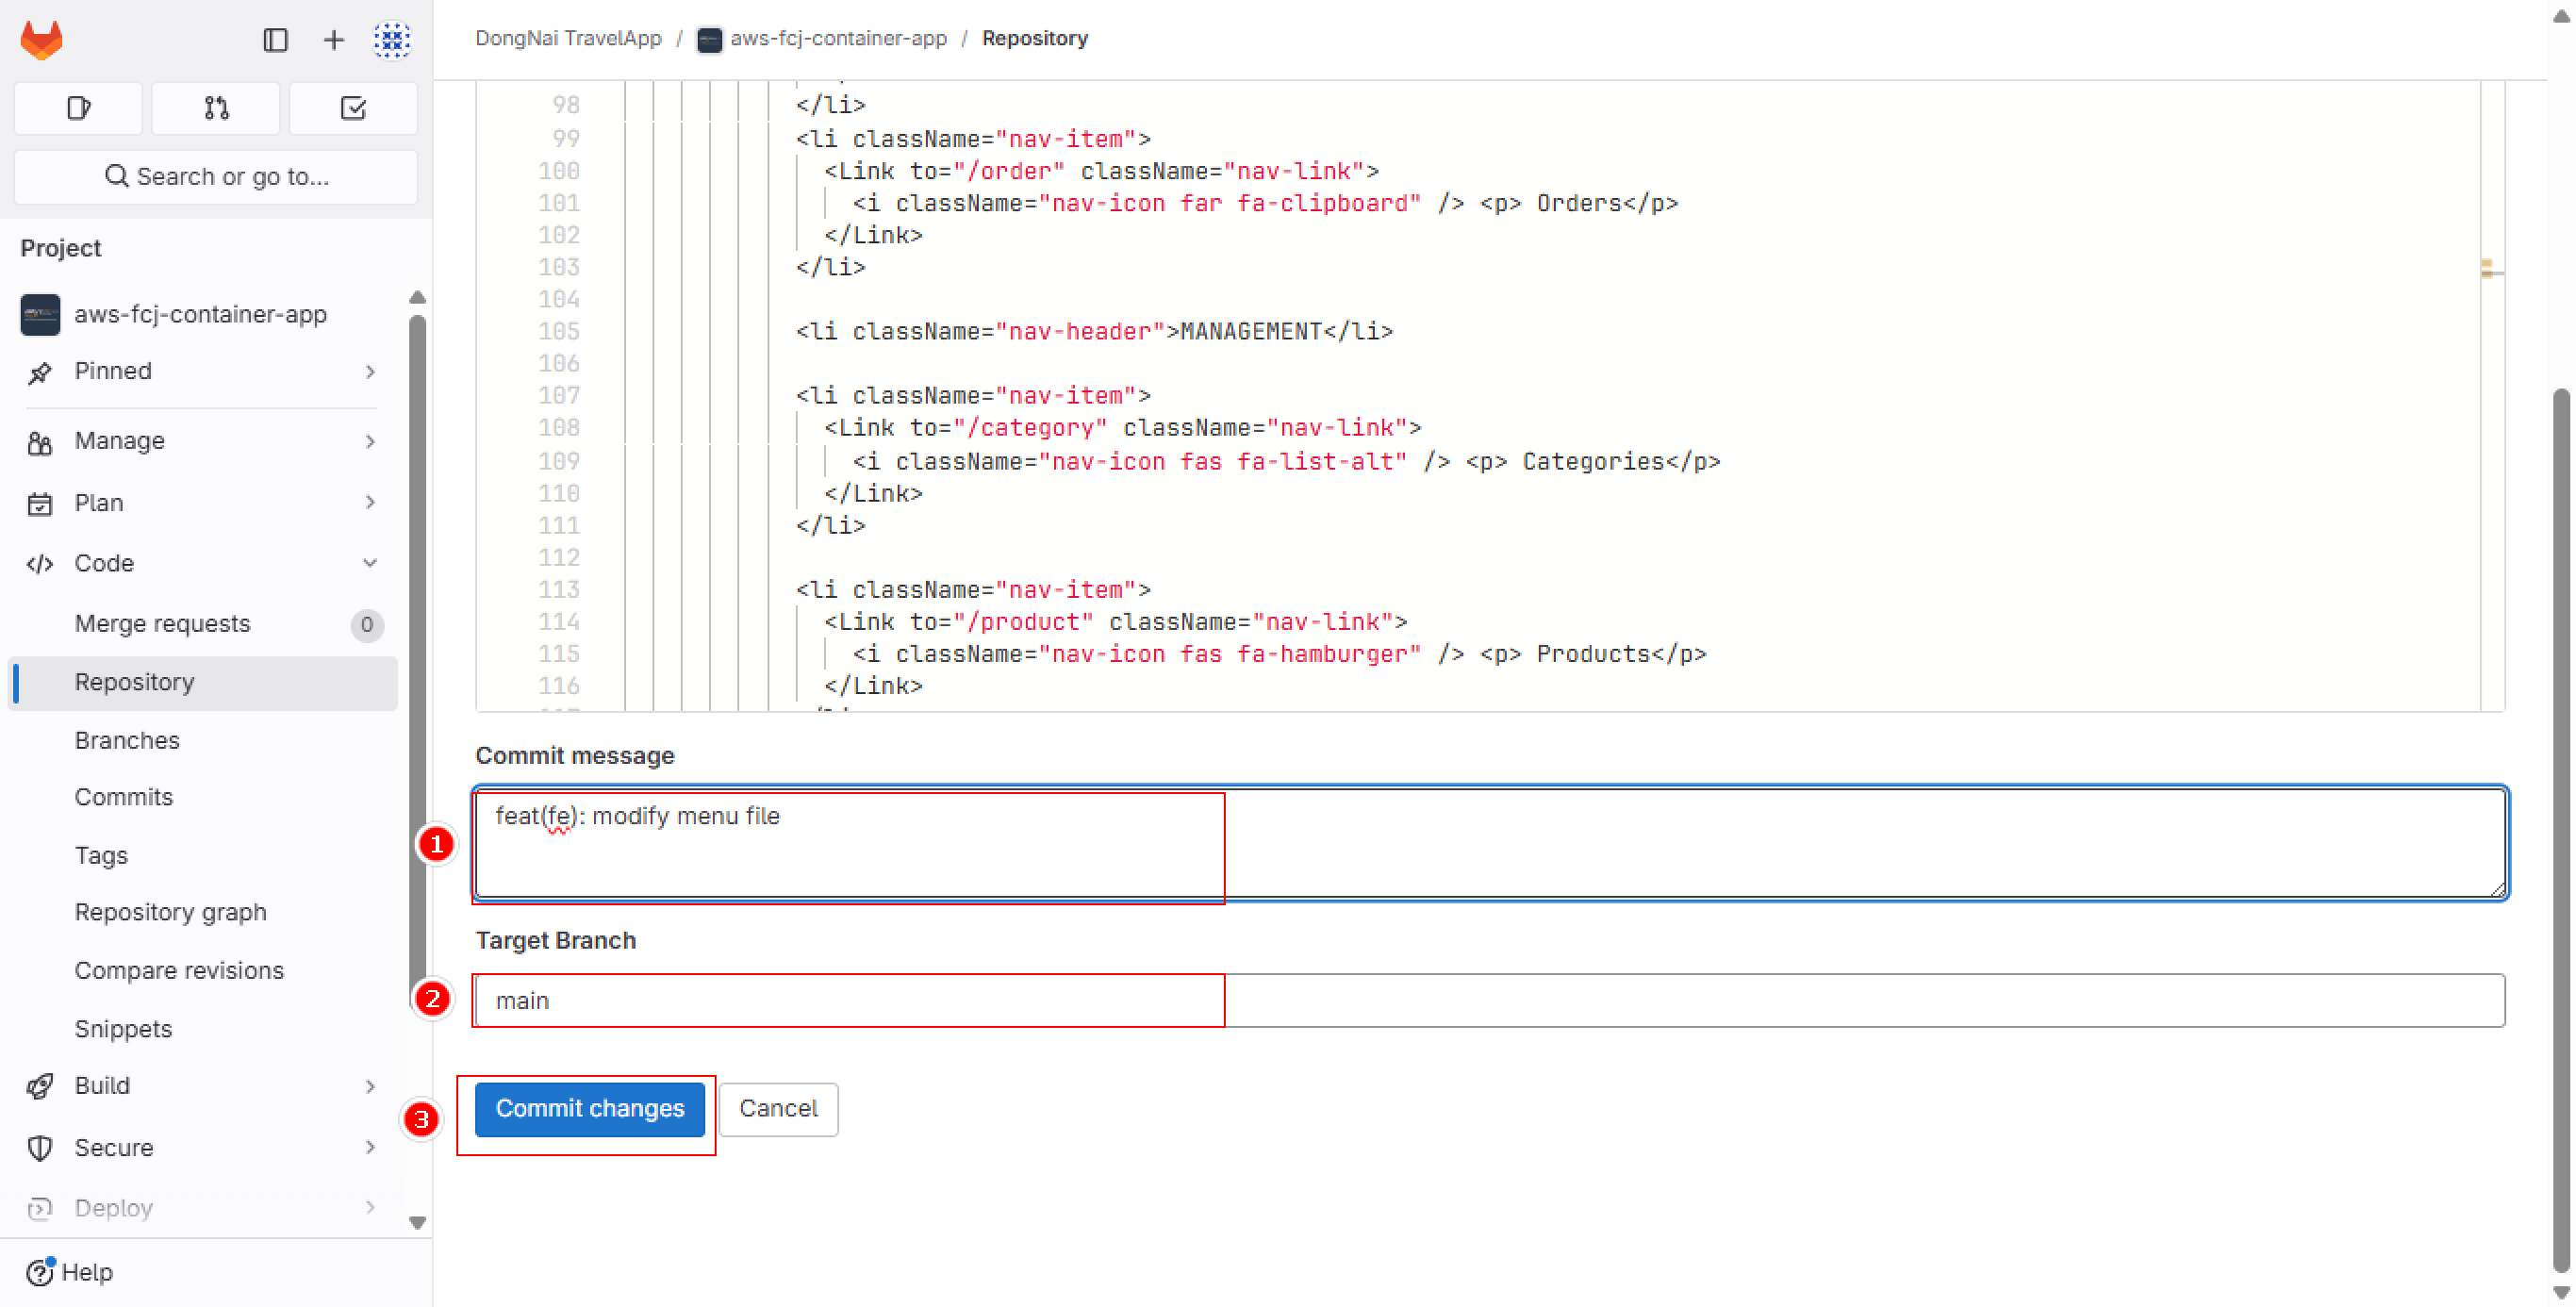 DongNai TravelApp / aws-fcj-container-app / Repository
Search or go to...
Project
aws-fcj-container-app
Pinned
Manage
Plan
Code
Merge requests 0
Repository
Branches
Commits
Tags
Repository graph
Compare revisions
Snippets
Build
Secure
Deploy
Help
98 </li>
99 <li className="nav-item">
100 <Link to="/order" className="nav-link">
101 <i className="nav-icon far fa-clipboard" /> <p> Orders</p>
102 </Link>
103 </li>
104
105 <li className="nav-header">MANAGEMENT</li>
106
107 <li className="nav-item">
108 <Link to="/category" className="nav-link">
109 <i className="nav-icon fas fa-list-alt" /> <p> Categories</p>
110 </Link>
111 </li>
112
113 <li className="nav-item">
114 <Link to="/product" className="nav-link">
115 <i className="nav-icon fas fa-hamburger" /> <p> Products</p>
116 </Link>
Commit message
1 feat(fe): modify menu file
Target Branch
2 main
3 Commit changes Cancel